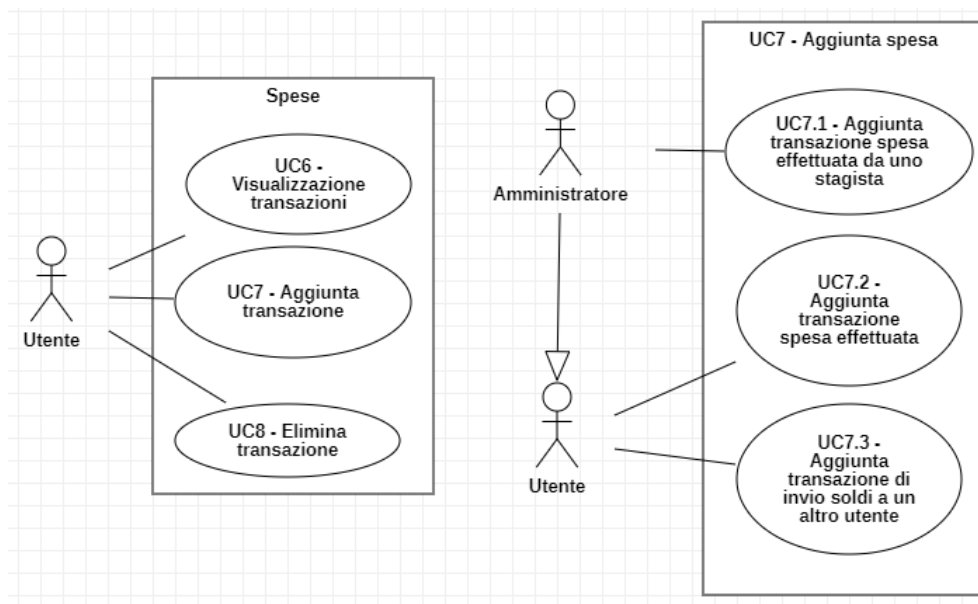 Spese
UC6 -
Visualizzazione
transazioni
UC7 - Aggiunta
transazione
UC8 - Elimina
transazione
Utente
Amministratore
Utente
UC7 - Aggiunta spesa
UC7.1 - Aggiunta
transazione spesa
effettuata da uno
stagista
UC7.2 -
Aggiunta
transazione
spesa effettuata
UC7.3 -
Aggiunta
transazione di
invio soldi a un
altro utente